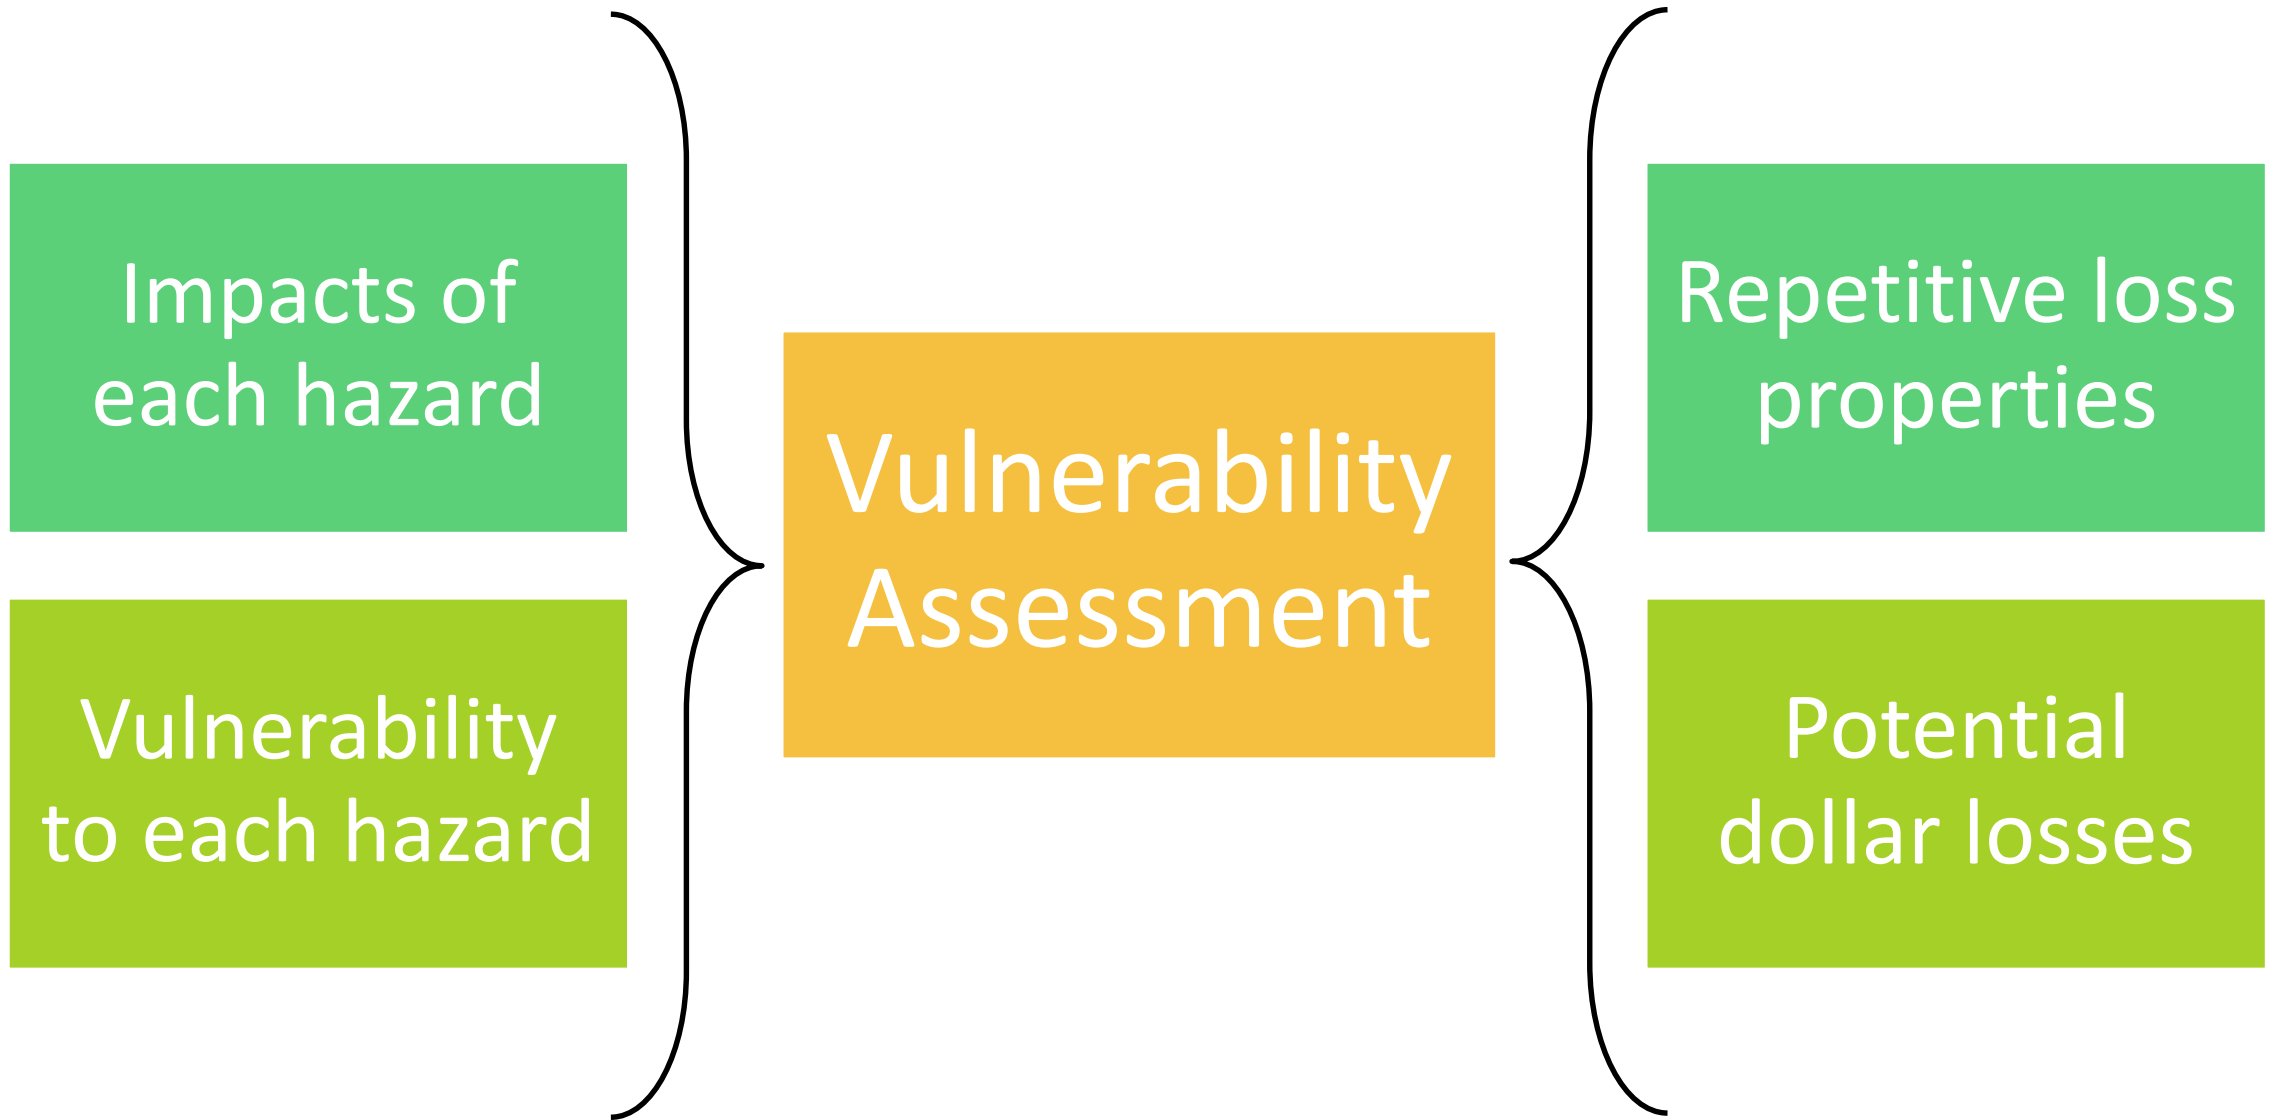 Impacts of
each hazard
Vulnerability
to each hazard
Vulnerability
Assessment
Repetitive loss
properties
Potential
dollar losses